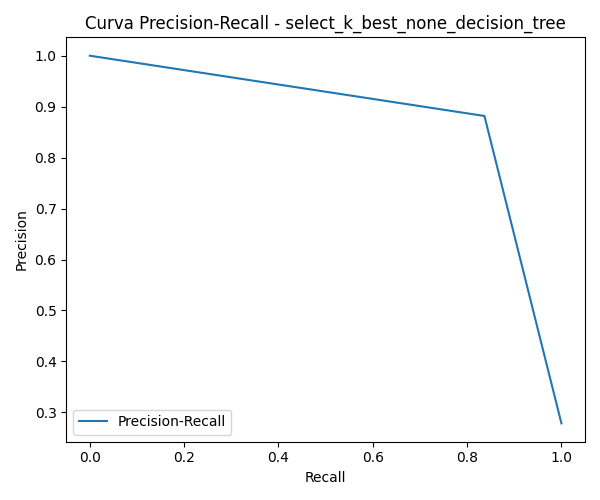 Curva Precision-Recall - select_k_best_none_decision_tree
1.0
0.9
0.8
0.7
0.6
0.5
0.4
0.3
Precision
Precision-Recall
0.0 0.2 0.4 0.6 0.8 1.0
Recall